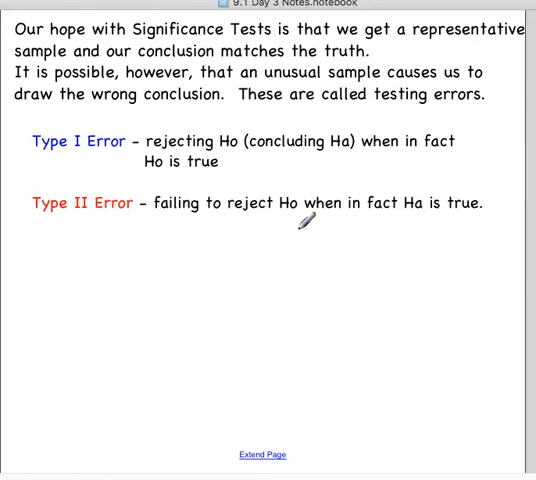 9.1 Day 3 Notes.notebook
Our hope with Significance Tests is that we get a representative
sample and our conclusion matches the truth.
It is possible, however, that an unusual sample causes us to
draw the wrong conclusion.  These are called testing errors.
Type I Error - rejecting Ho (concluding Ha) when in fact
Ho is true
Type II Error - failing to reject Ho when in fact Ha is true.
Extend Page